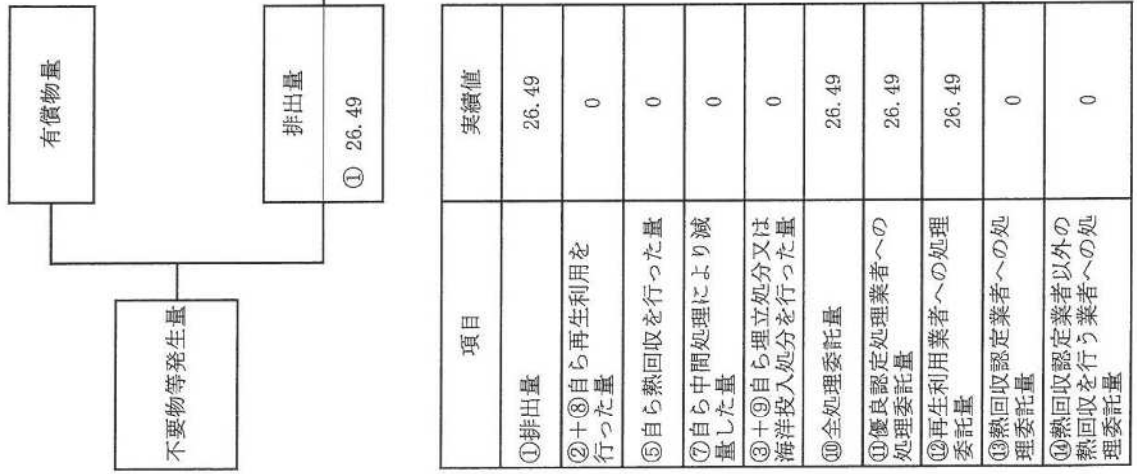 不要物等発生量
有償物量
排出量
① 26.49
項目
実績値
①排出量
26.49
②+⑧自ら再生利用を
行った量
0
⑤自ら熱回収を行った量
0
⑦自ら中間処理により減
量した量
0
③+⑨自ら埋立処分又は
海洋投入処分を行った量
0
⑩全処理委託量
26.49
⑪優良認定処理業者への
処理委託量
26.49
⑫再生利用業者への処理
委託量
26.49
⑬熱回収認定業者への処
理委託量
0
⑭熱回収認定業者以外の
熱回収を行う業者への処
理委託量
0